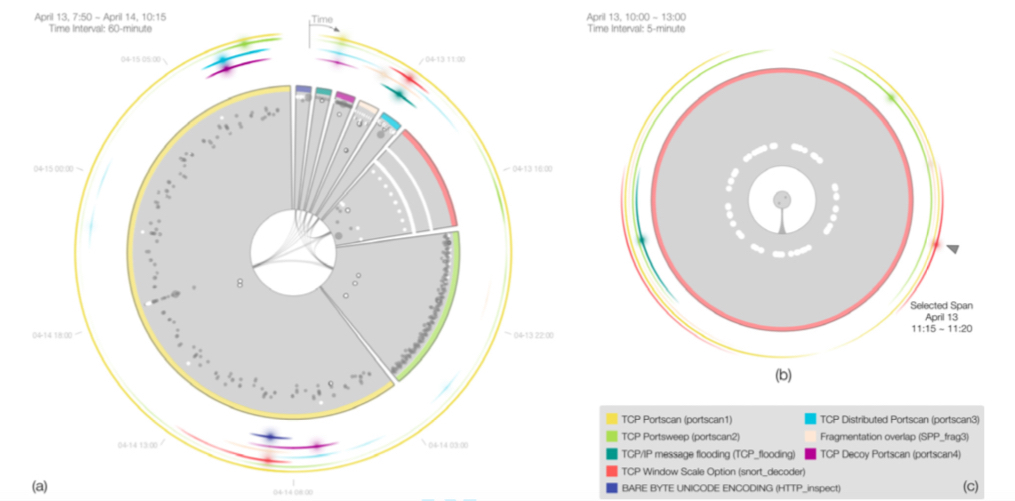 April 13, 7:50 ~ April 14, 10:15
Time Interval: 60-minute
Time
04-15 05:00
04-13 11:00
04-15 00:00
04-13 16:00
04-14 18:00
04-13 22:00
04-14 13:00
04-14 03:00
04-14 08:00
(a)
April 13, 10:00 ~ 13:00
Time Interval: 5-minute
Selected Span
April 13
11:15 ~ 11:20
(b)
TCP Portscan (portscan1)
TCP Portsweep (portscan2)
TCP/IP message flooding (TCP_flooding)
TCP Window Scale Option (snort_decoder)
BARE BYTE UNICODE ENCODING (HTTP_inspect)
TCP Distributed Portscan (portscan3)
Fragmentation overlap (SPP_frag3)
TCP Decoy Portscan (portscan4)
(c)